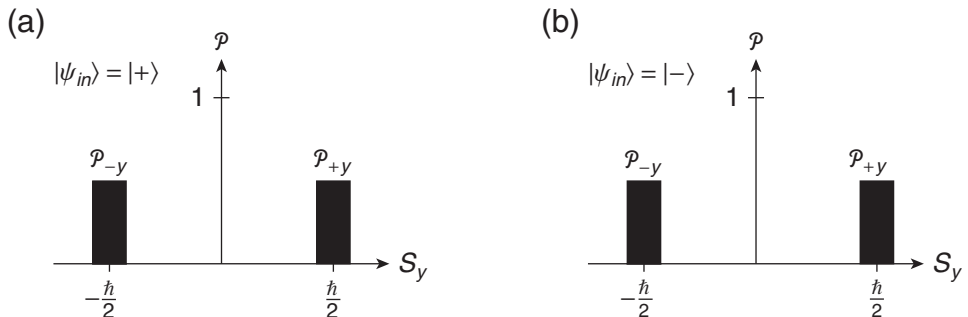 (a)
𝒫
|ψ_in⟩ = |+⟩
1
𝒫_−y
𝒫_+y
S_y
−ħ/2
ħ/2
(b)
𝒫
|ψ_in⟩ = |−⟩
1
𝒫_−y
𝒫_+y
S_y
−ħ/2
ħ/2